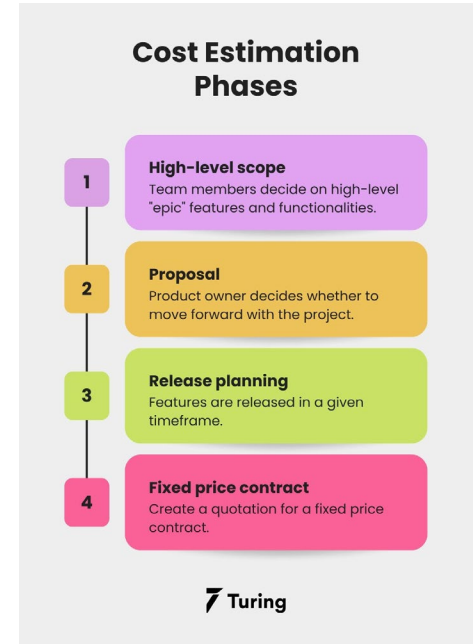 Cost Estimation
Phases
1
High-level scope
Team members decide on high-level
"epic" features and functionalities.
2
Proposal
Product owner decides whether to
move forward with the project.
3
Release planning
Features are released in a given
timeframe.
4
Fixed price contract
Create a quotation for a fixed price
contract.
Turing